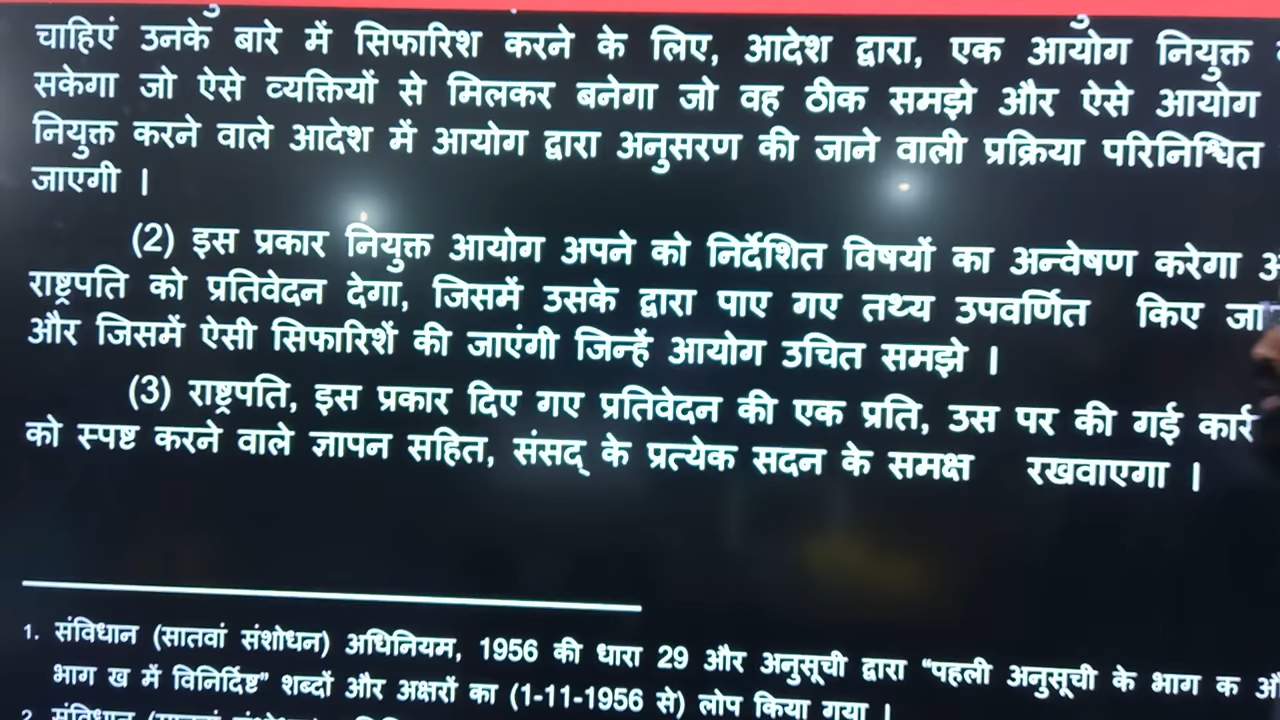 चाहिएं उनके बारे में सिफारिश करने के लिए, आदेश द्वारा, एक आयोग नियुक्त
सकेगा जो ऐसे व्यक्तियों से मिलकर बनेगा जो वह ठीक समझे और ऐसे आयोग
नियुक्त करने वाले आदेश में आयोग द्वारा अनुसरण की जाने वाली प्रक्रिया परिनिश्चित
जाएगी ।
(2) इस प्रकार नियुक्त आयोग अपने को निर्देशित विषयों का अन्वेषण करेगा
राष्ट्रपति को प्रतिवेदन देगा, जिसमें उसके द्वारा पाए गए तथ्य उपवर्णित किए
और जिसमें ऐसी सिफारिशें की जाएंगी जिन्हें आयोग उचित समझे ।
(3) राष्ट्रपति, इस प्रकार दिए गए प्रतिवेदन की एक प्रति, उस पर की गई
को स्पष्ट करने वाले ज्ञापन सहित, संसद् के प्रत्येक सदन के समक्ष रखवाएगा ।
1. संविधान (सातवां संशोधन) अधिनियम, 1956 की धारा 29 और अनुसूची द्वारा “पहली अनुसूची के भाग क
भाग ख में विनिर्दिष्ट” शब्दों और अक्षरों का (1-11-1956 से) लोप किया गया ।
2. संविधान